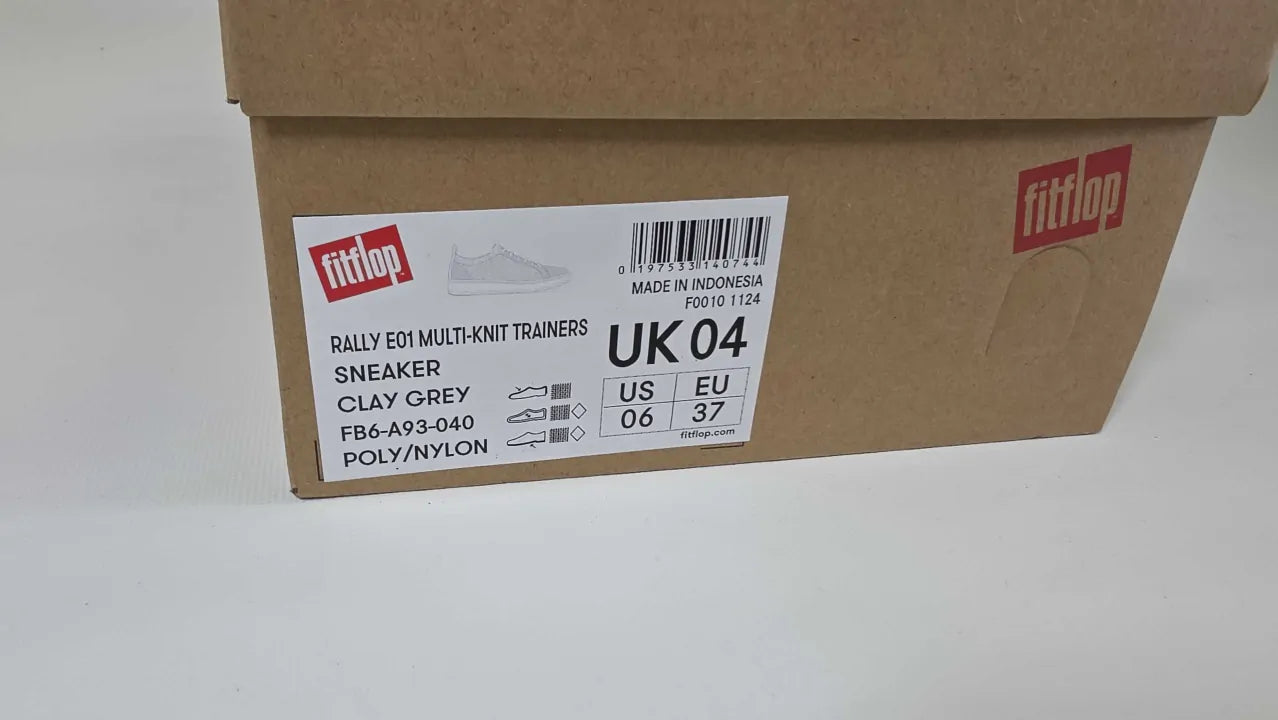 fitflop
fitflop
0 197533 140744
MADE IN INDONESIA
F0010 1124
RALLY E01 MULTI-KNIT TRAINERS
SNEAKER
CLAY GREY
FB6-A93-040
POLY/NYLON
UK 04
US EU
06 37
fitflop.com